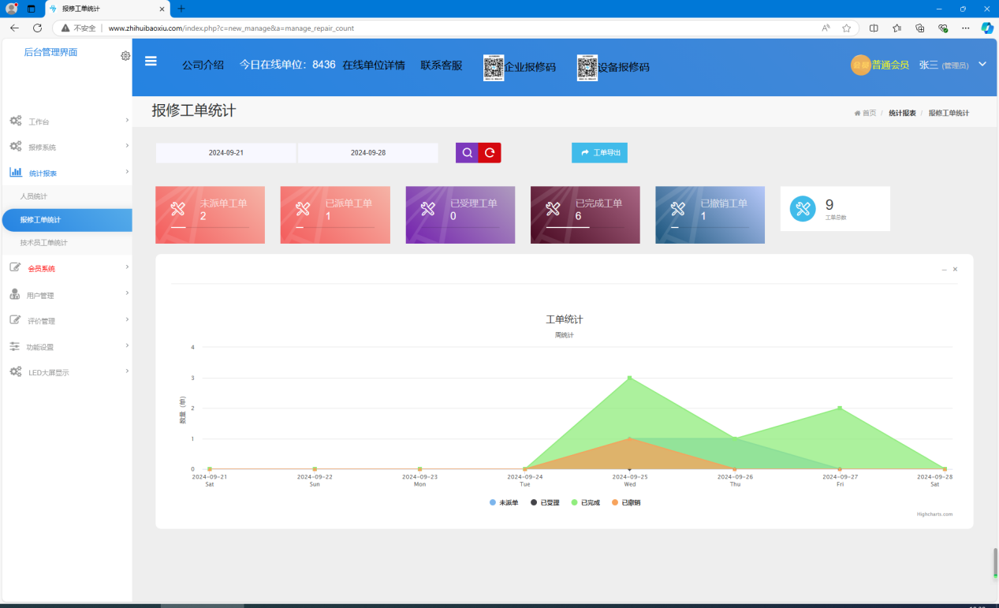 报修工单统计
不安全 | www.zhihuibaoxiu.com/index.php?c=new_manage&a=manage_repair_count
后台管理界面
公司介绍 今日在线单位：8436 在线单位详情 联系客服 企业报修码 设备报修码 普通会员 张三 (管理员)
报修工单统计
首页 / 统计报表 / 报修工单统计
工作台
报修系统
统计报表
人员统计
报修工单统计
技术员工单统计
会员系统
用户管理
评价管理
功能设置
LED大屏显示
2024-09-21 2024-09-28 工单导出
未派单工单
2
已派单工单
1
已受理工单
0
已完成工单
6
已撤销工单
1
9
工单总数
工单统计
周统计
数量（单）
4
3
2
1
0
2024-09-21 2024-09-22 2024-09-23 2024-09-24 2024-09-25 2024-09-26 2024-09-27 2024-09-28
Sat Sun Mon Tue Wed Thu Fri Sat
未派单 已受理 已完成 已撤销
Highcharts.com